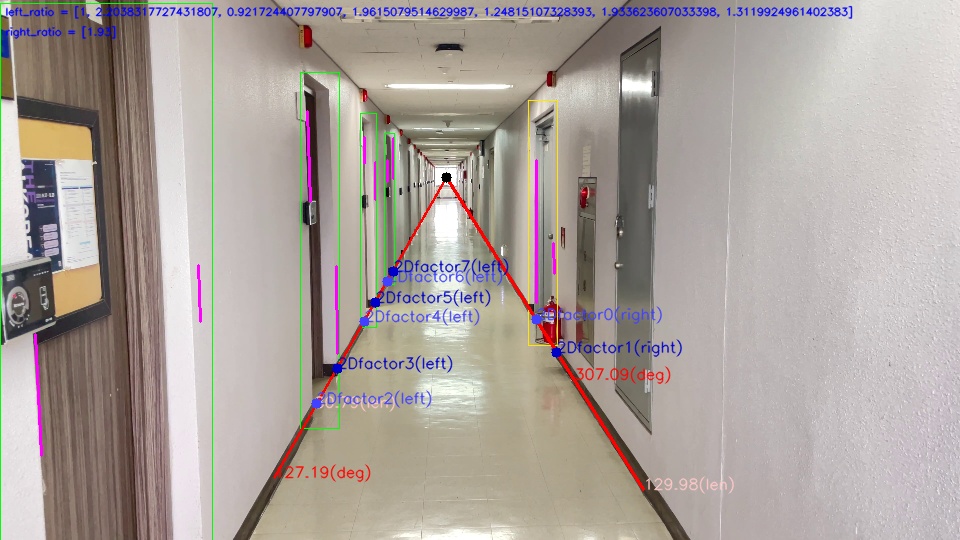 left_ratio = [1, 2.2038317727431807, 0.921724407797907, 1.9615079514629987, 1.24815107328393, 1.933623607033398, 1.3119924961402383]
right_ratio = [1.93]
2Dfactor7(left)
2Dfactor6(left)
2Dfactor5(left)
2Dfactor4(left)
2Dfactor0(right)
2Dfactor1(right)
2Dfactor3(left)
307.09(deg)
2Dfactor2(left)
27.19(deg)
129.98(len)